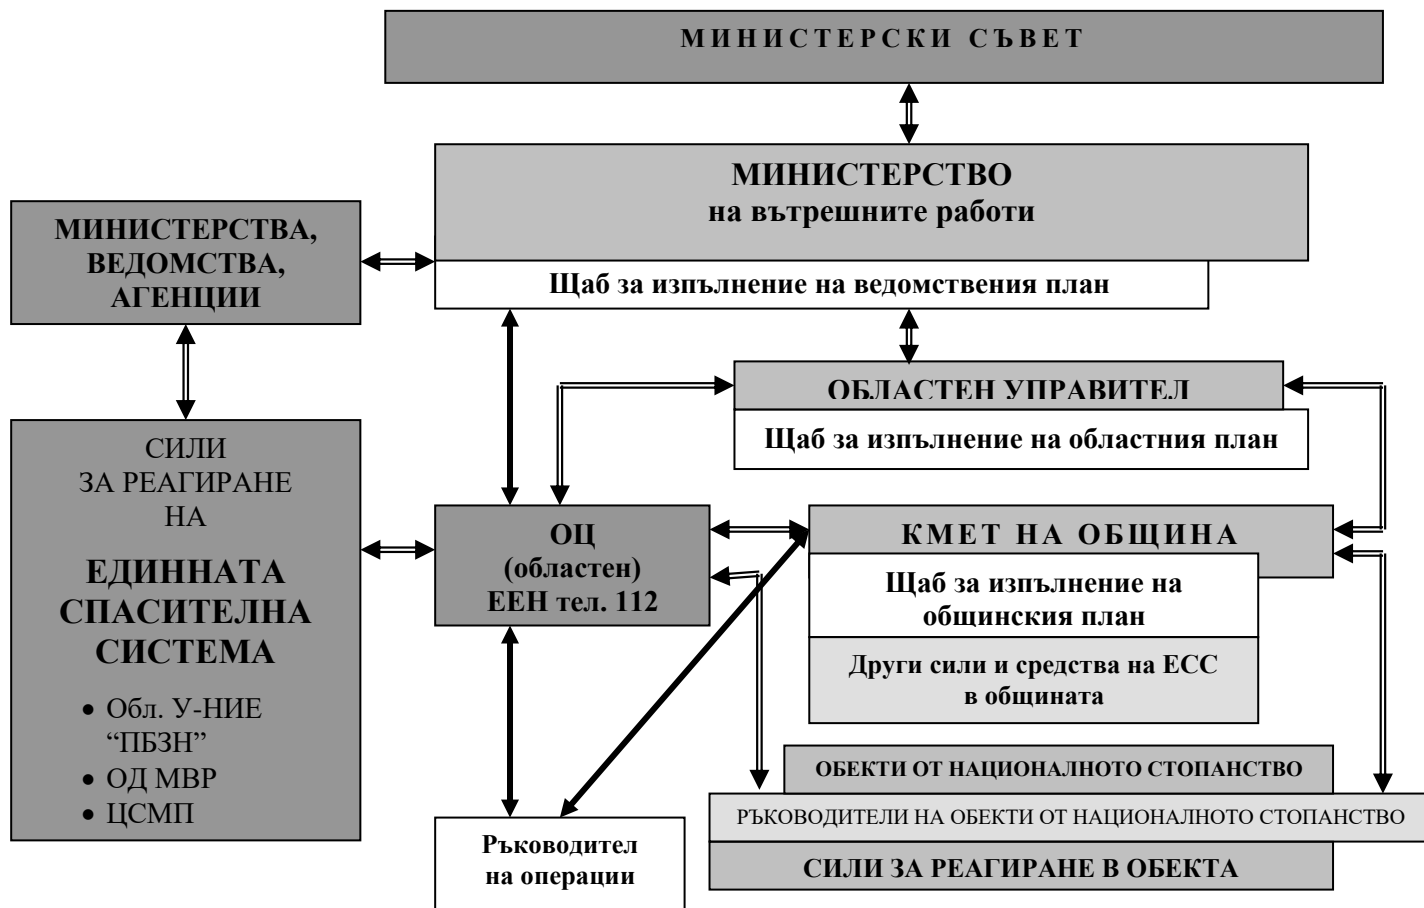 МИНИСТЕРСКИ СЪВЕТ
МИНИСТЕРСТВО
на вътрешните работи
Щаб за изпълнение на ведомствения план
МИНИСТЕРСТВА,
ВЕДОМСТВА,
АГЕНЦИИ
ОБЛАСТЕН УПРАВИТЕЛ
Щаб за изпълнение на областния план
СИЛИ
ЗА РЕАГИРАНЕ
НА
ЕДИННАТА
СПАСИТЕЛНА
СИСТЕМА
• Обл. У-НИЕ
“ПБЗН”
• ОД МВР
• ЦСМП
ОЦ
(областен)
ЕЕН тел. 112
КМЕТ НА ОБЩИНА
Щаб за изпълнение на
общинския план
Други сили и средства на ЕСС
в общината
ОБЕКТИ ОТ НАЦИОНАЛНОТО СТОПАНСТВО
РЪКОВОДИТЕЛИ НА ОБЕКТИ ОТ НАЦИОНАЛНОТО СТОПАНСТВО
СИЛИ ЗА РЕАГИРАНЕ В ОБЕКТА
Ръководител
на операции